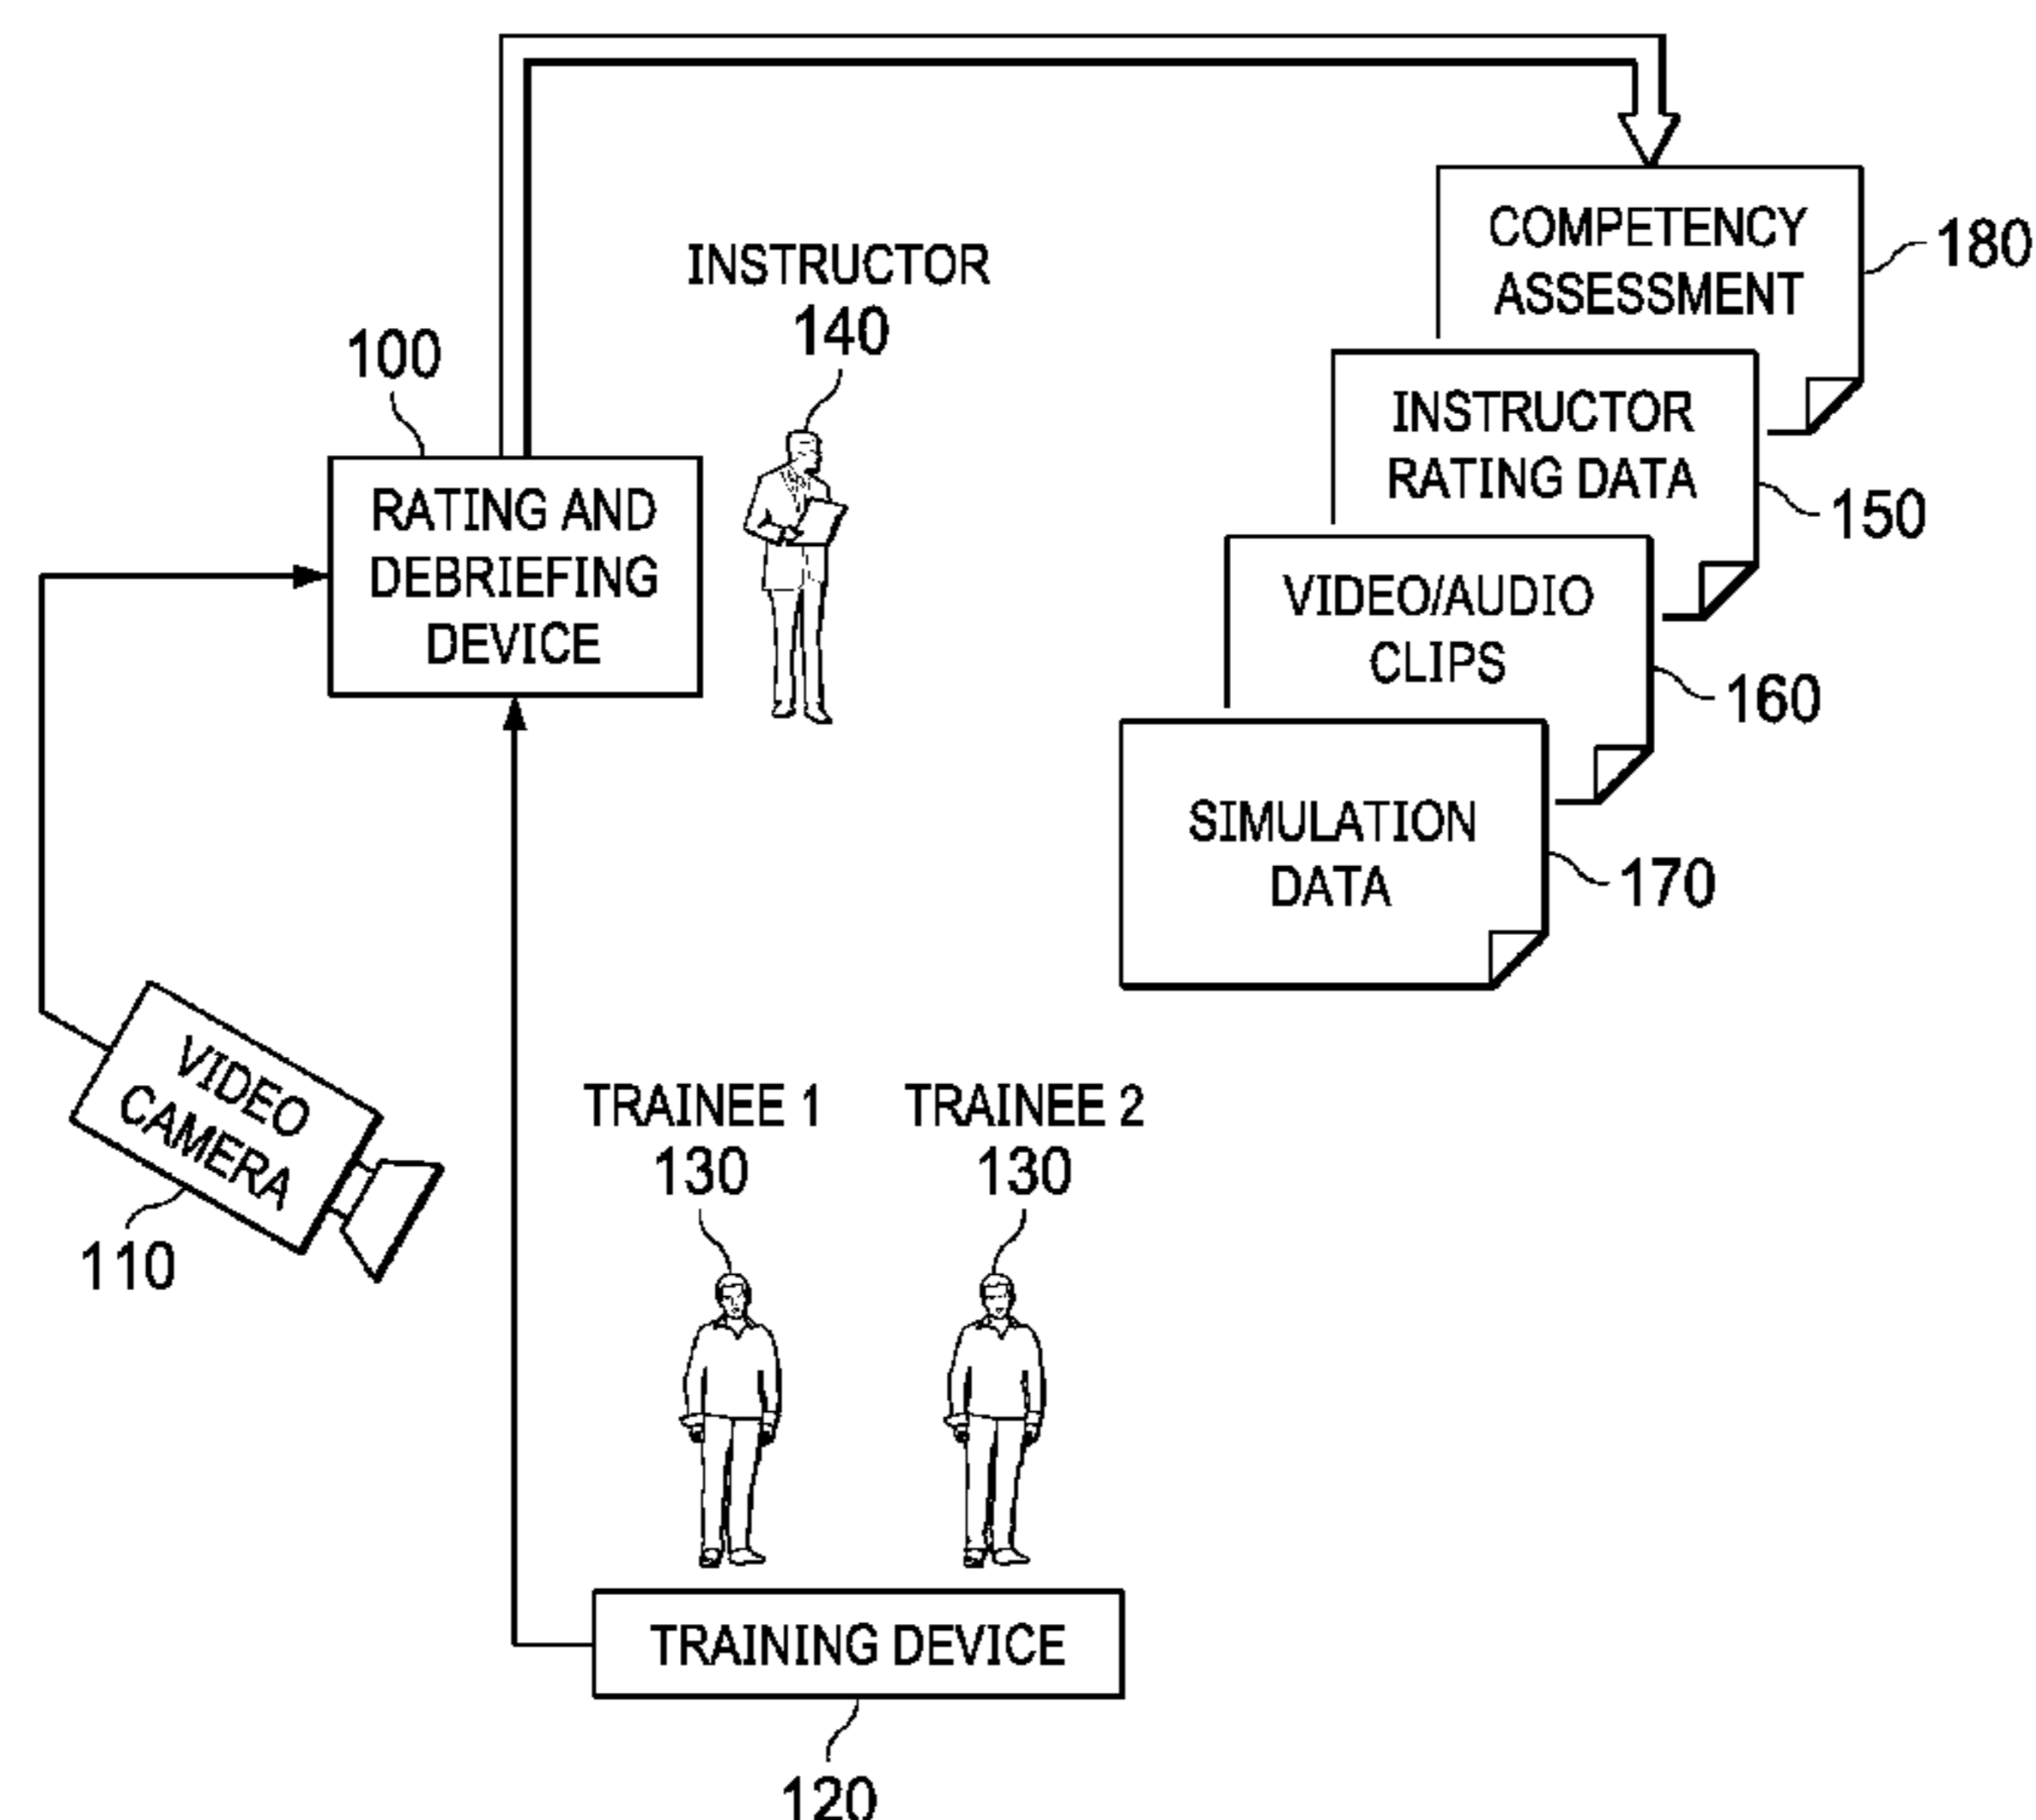 INSTRUCTOR
140
100
RATING AND
DEBRIEFING
DEVICE
COMPETENCY
ASSESSMENT
180
INSTRUCTOR
RATING DATA
150
VIDEO/AUDIO
CLIPS
160
SIMULATION
DATA
170
VIDEO
CAMERA
110
TRAINEE 1
130
TRAINEE 2
130
TRAINING DEVICE
120